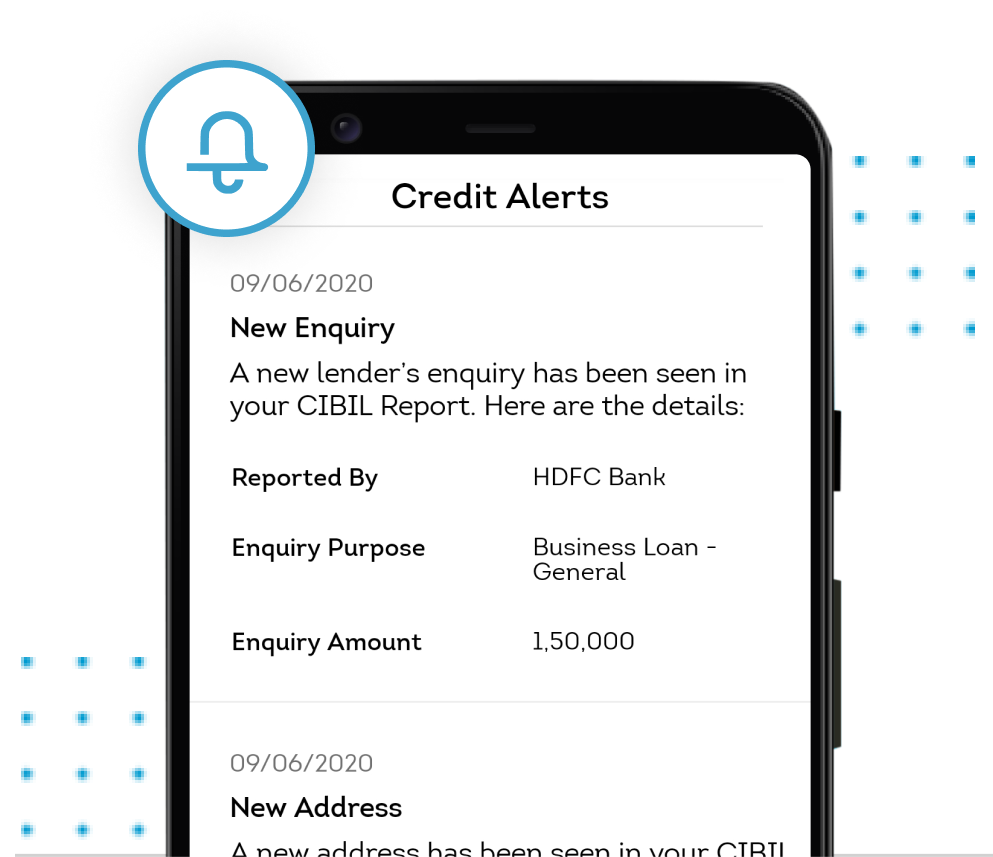 Credit Alerts
09/06/2020
New Enquiry
A new lender’s enquiry has been seen in
your CIBIL Report. Here are the details:
Reported By HDFC Bank
Enquiry Purpose Business Loan -
General
Enquiry Amount 1,50,000
09/06/2020
New Address
A new address has been seen in your CIBIL